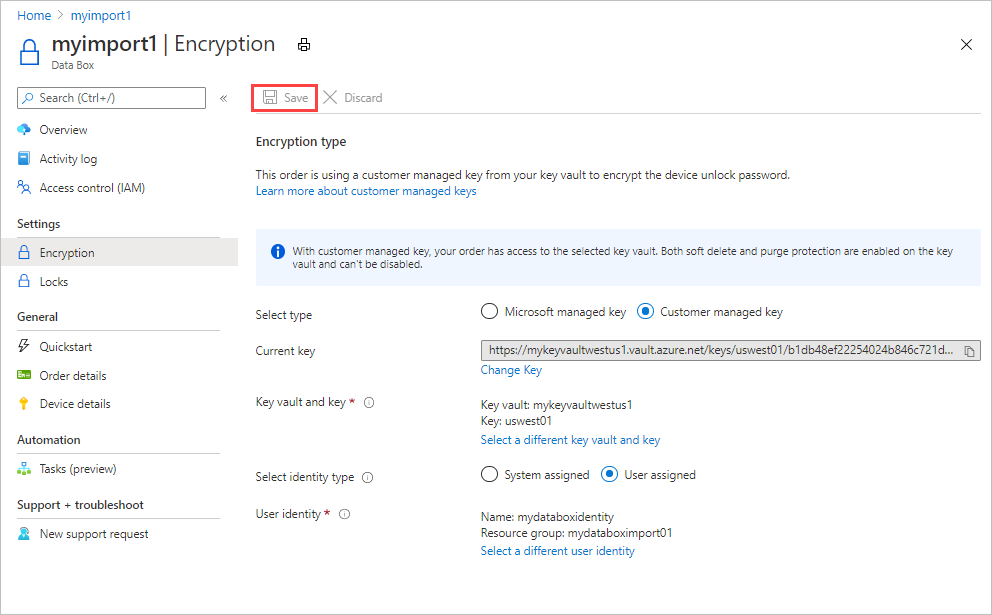 Home > myimport1
myimport1 | Encryption
Data Box
Search (Ctrl+/)
«
Save
Discard
Overview
Activity log
Access control (IAM)
Settings
Encryption
Locks
General
Quickstart
Order details
Device details
Automation
Tasks (preview)
Support + troubleshoot
New support request
Encryption type
This order is using a customer managed key from your key vault to encrypt the device unlock password.
Learn more about customer managed keys
With customer managed key, your order has access to the selected key vault. Both soft delete and purge protection are enabled on the key
vault and can't be disabled.
Select type
Microsoft managed key
Customer managed key
Current key
https://mykeyvaultwestus1.vault.azure.net/keys/uswest01/b1db48ef22254024b846c721d...
Change Key
Key vault and key *
Key vault: mykeyvaultwestus1
Key: uswest01
Select a different key vault and key
Select identity type
System assigned
User assigned
User identity *
Name: mydataboxidentity
Resource group: mydataboximport01
Select a different user identity